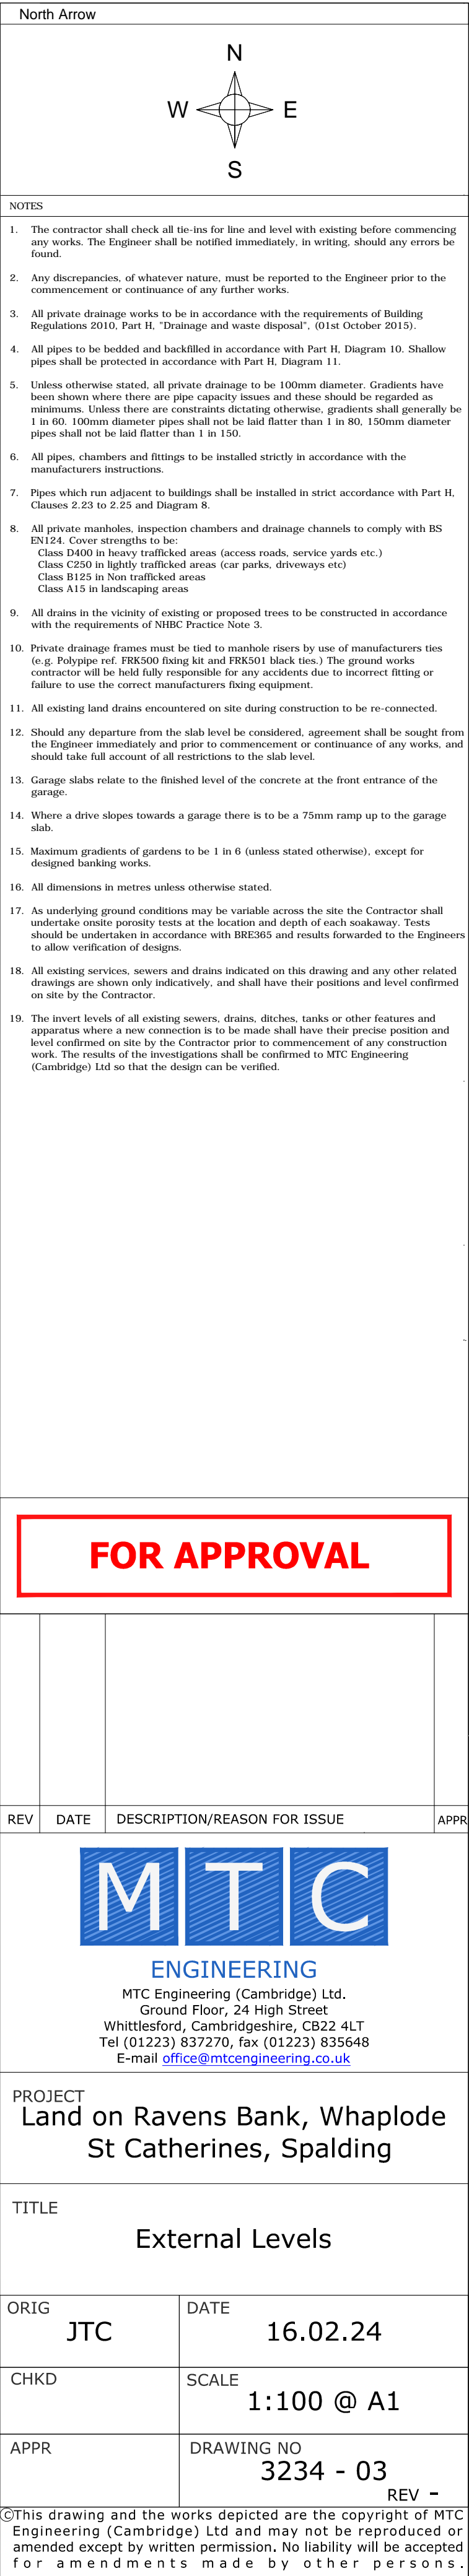 North Arrow
N
W E
S
NOTES
1. The contractor shall check all tie-ins for line and level with existing before commencing
any works. The Engineer shall be notified immediately, in writing, should any errors be
found.
2. Any discrepancies, of whatever nature, must be reported to the Engineer prior to the
commencement or continuance of any further works.
3. All private drainage works to be in accordance with the requirements of Building
Regulations 2010, Part H, "Drainage and waste disposal", (01st October 2015).
4. All pipes to be bedded and backfilled in accordance with Part H, Diagram 10. Shallow
pipes shall be protected in accordance with Part H, Diagram 11.
5. Unless otherwise stated, all private drainage to be 100mm diameter. Gradients have
been shown where there are pipe capacity issues and these should be regarded as
minimums. Unless there are constraints dictating otherwise, gradients shall generally be
1 in 60. 100mm diameter pipes shall not be laid flatter than 1 in 80, 150mm diameter
pipes shall not be laid flatter than 1 in 150.
6. All pipes, chambers and fittings to be installed strictly in accordance with the
manufacturers instructions.
7. Pipes which run adjacent to buildings shall be installed in strict accordance with Part H,
Clauses 2.23 to 2.25 and Diagram 8.
8. All private manholes, inspection chambers and drainage channels to comply with BS
EN124. Cover strengths to be:
Class D400 in heavy trafficked areas (access roads, service yards etc.)
Class C250 in lightly trafficked areas (car parks, driveways etc)
Class B125 in Non trafficked areas
Class A15 in landscaping areas
9. All drains in the vicinity of existing or proposed trees to be constructed in accordance
with the requirements of NHBC Practice Note 3.
10. Private drainage frames must be tied to manhole risers by use of manufacturers ties
(e.g. Polypipe ref. FRK500 fixing kit and FRK501 black ties.) The ground works
contractor will be held fully responsible for any accidents due to incorrect fitting or
failure to use the correct manufacturers fixing equipment.
11. All existing land drains encountered on site during construction to be re-connected.
12. Should any departure from the slab level be considered, agreement shall be sought from
the Engineer immediately and prior to commencement or continuance of any works, and
should take full account of all restrictions to the slab level.
13. Garage slabs relate to the finished level of the concrete at the front entrance of the
garage.
14. Where a drive slopes towards a garage there is to be a 75mm ramp up to the garage
slab.
15. Maximum gradients of gardens to be 1 in 6 (unless stated otherwise), except for
designed banking works.
16. All dimensions in metres unless otherwise stated.
17. As underlying ground conditions may be variable across the site the Contractor shall
undertake onsite porosity tests at the location and depth of each soakaway. Tests
should be undertaken in accordance with BRE365 and results forwarded to the Engineers
to allow verification of designs.
18. All existing services, sewers and drains indicated on this drawing and any other related
drawings are shown only indicatively, and shall have their positions and level confirmed
on site by the Contractor.
19. The invert levels of all existing sewers, drains, ditches, tanks or other features and
apparatus where a new connection is to be made shall have their precise position and
level confirmed on site by the Contractor prior to commencement of any construction
work. The results of the investigations shall be confirmed to MTC Engineering
(Cambridge) Ltd so that the design can be verified.
FOR APPROVAL
REV DATE DESCRIPTION/REASON FOR ISSUE APPR
MTC
ENGINEERING
MTC Engineering (Cambridge) Ltd.
Ground Floor, 24 High Street
Whittlesford, Cambridgeshire, CB22 4LT
Tel (01223) 837270, fax (01223) 835648
E-mail office@mtcengineering.co.uk
PROJECT
Land on Ravens Bank, Whaplode
St Catherines, Spalding
TITLE
External Levels
ORIG DATE
JTC 16.02.24
CHKD SCALE
1:100 @ A1
APPR DRAWING NO
3234 - 03
REV -
©This drawing and the works depicted are the copyright of MTC
Engineering (Cambridge) Ltd and may not be reproduced or
amended except by written permission. No liability will be accepted
for amendments made by other persons.